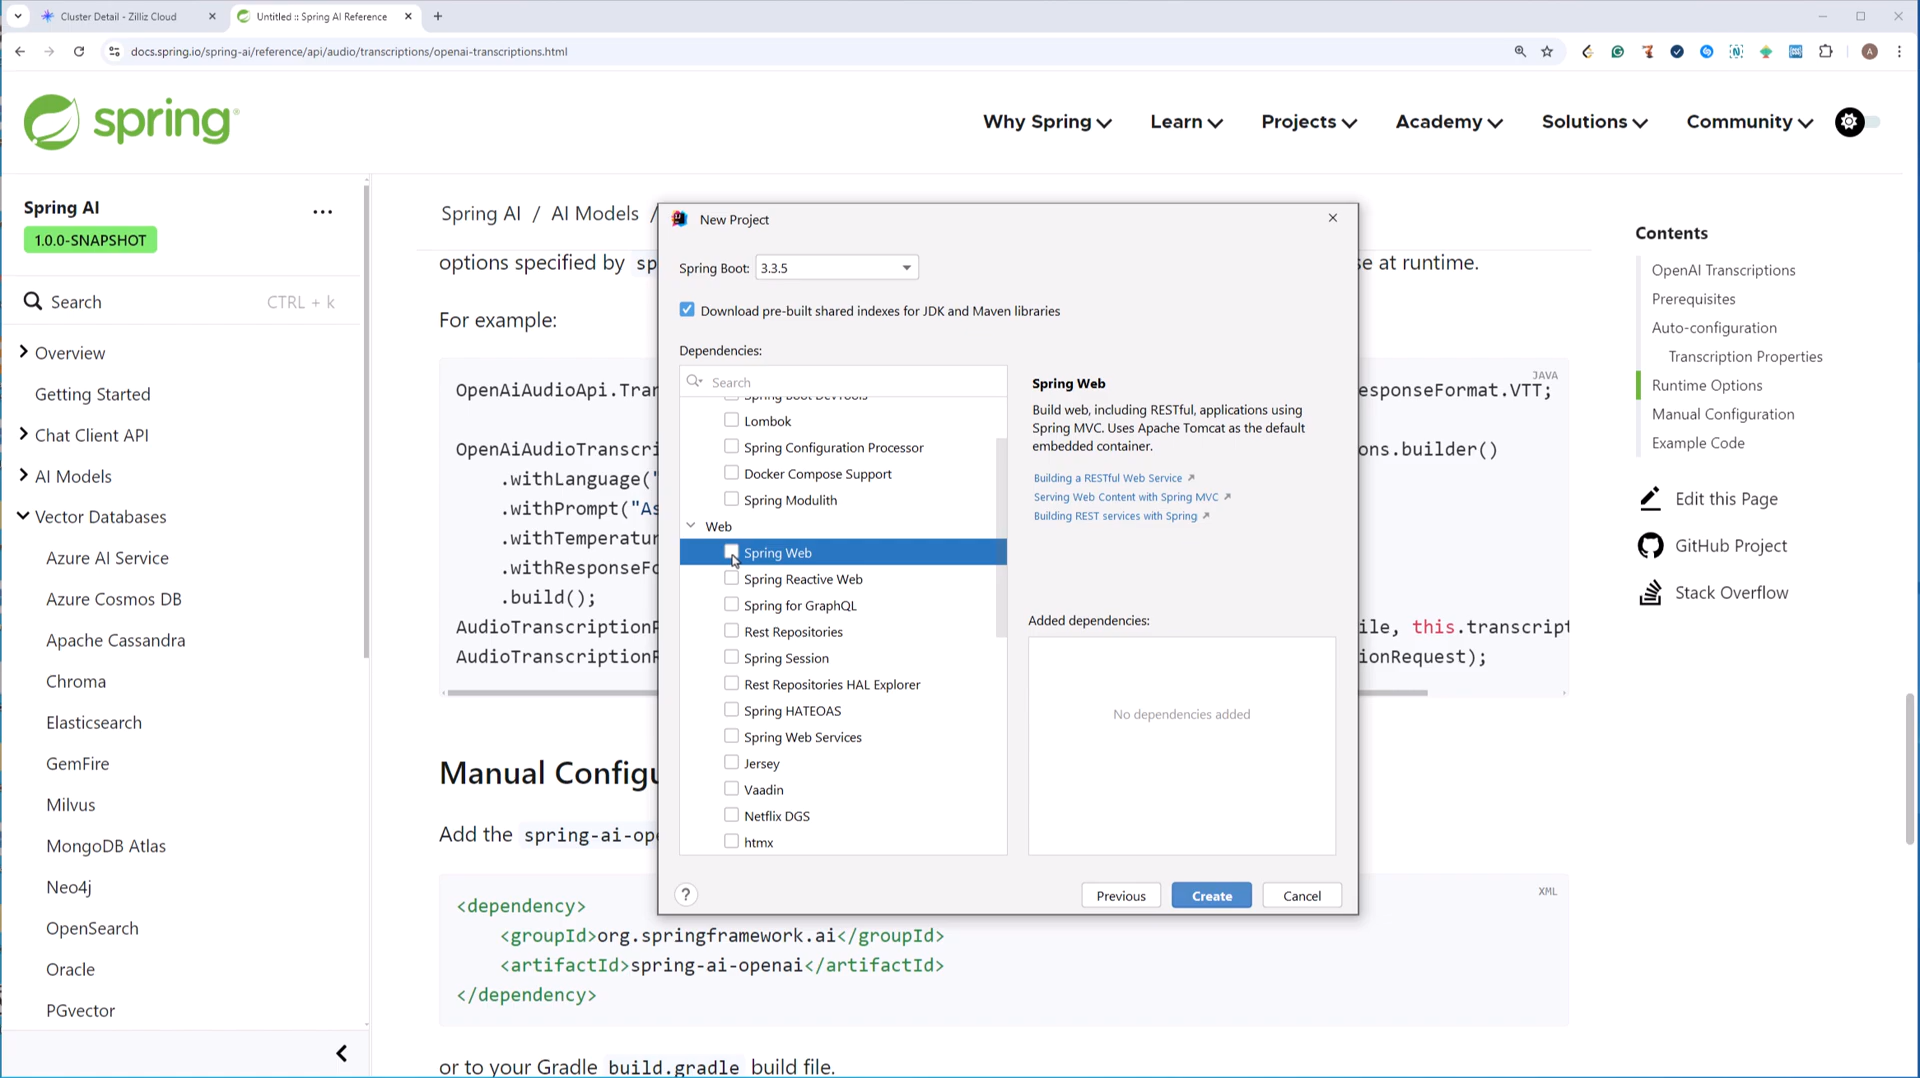 Cluster Detail - Zilliz Cloud
Untitled :: Spring AI Reference
docs.spring.io/spring-ai/reference/api/audio/transcriptions/openai-transcriptions.html
A
spring
Why Spring
Learn
Projects
Academy
Solutions
Community
Spring AI
...
1.0.0-SNAPSHOT
Search
CTRL + k
Overview
Getting Started
Chat Client API
AI Models
Vector Databases
Azure AI Service
Azure Cosmos DB
Apache Cassandra
Chroma
Elasticsearch
GemFire
Milvus
MongoDB Atlas
Neo4j
OpenSearch
Oracle
PGvector
Spring AI / AI Models /
options specified by sp
se at runtime.
For example:
JAVA
OpenAiAudioApi.Tran
esponseFormat.VTT;
OpenAiAudioTranscri
ons.builder()
.withLanguage("
.withPrompt("As
.withTemperatur
.withResponseFo
.build();
AudioTranscriptionR
ile, this.transcript
AudioTranscriptionR
ionRequest);
Manual Configu
Add the spring-ai-ope
XML
<dependency>
<groupId>org.springframework.ai</groupId>
<artifactId>spring-ai-openai</artifactId>
</dependency>
or to your Gradle build.gradle build file.
New Project
Spring Boot: 3.3.5
Download pre-built shared indexes for JDK and Maven libraries
Dependencies:
Search
Spring Boot DevTools
Lombok
Spring Configuration Processor
Docker Compose Support
Spring Modulith
Web
Spring Web
Spring Reactive Web
Spring for GraphQL
Rest Repositories
Spring Session
Rest Repositories HAL Explorer
Spring HATEOAS
Spring Web Services
Jersey
Vaadin
Netflix DGS
htmx
Spring Web
Build web, including RESTful, applications using
Spring MVC. Uses Apache Tomcat as the default
embedded container.
Building a RESTful Web Service
Serving Web Content with Spring MVC
Building REST services with Spring
Added dependencies:
No dependencies added
?
Previous
Create
Cancel
Contents
OpenAI Transcriptions
Prerequisites
Auto-configuration
Transcription Properties
Runtime Options
Manual Configuration
Example Code
Edit this Page
GitHub Project
Stack Overflow